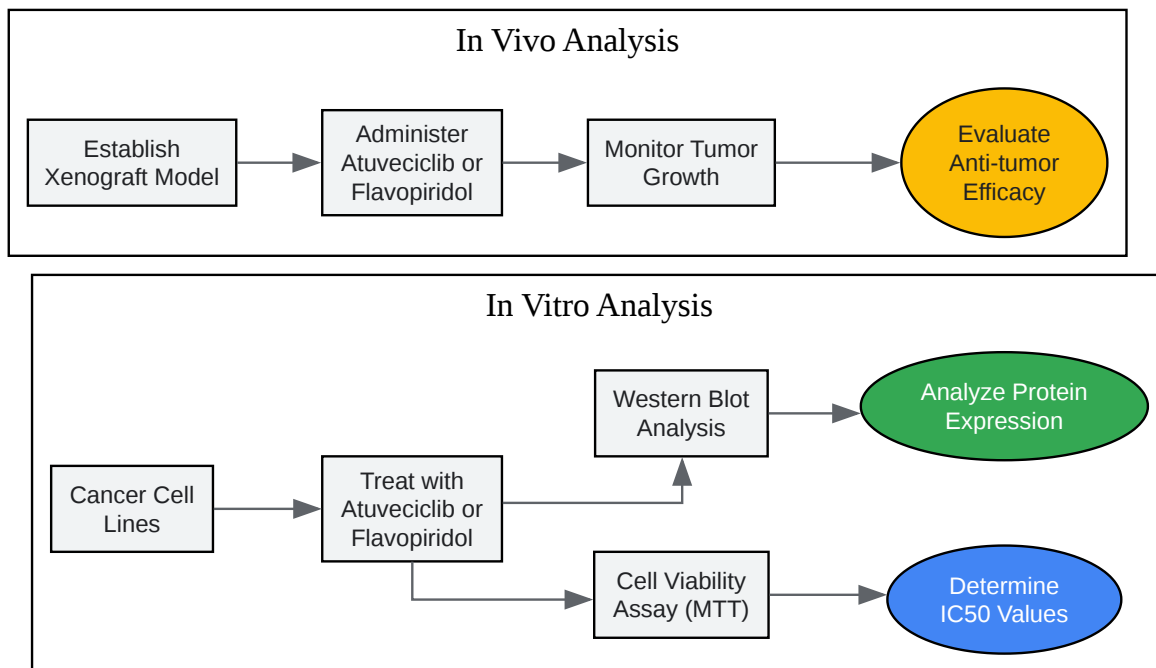 In Vivo Analysis
Establish
Xenograft Model
Administer
Atuveciclib or
Flavopiridol
Monitor Tumor
Growth
Evaluate
Anti-tumor
Efficacy
In Vitro Analysis
Cancer Cell
Lines
Treat with
Atuveciclib or
Flavopiridol
Western Blot
Analysis
Analyze Protein
Expression
Cell Viability
Assay (MTT)
Determine
IC50 Values